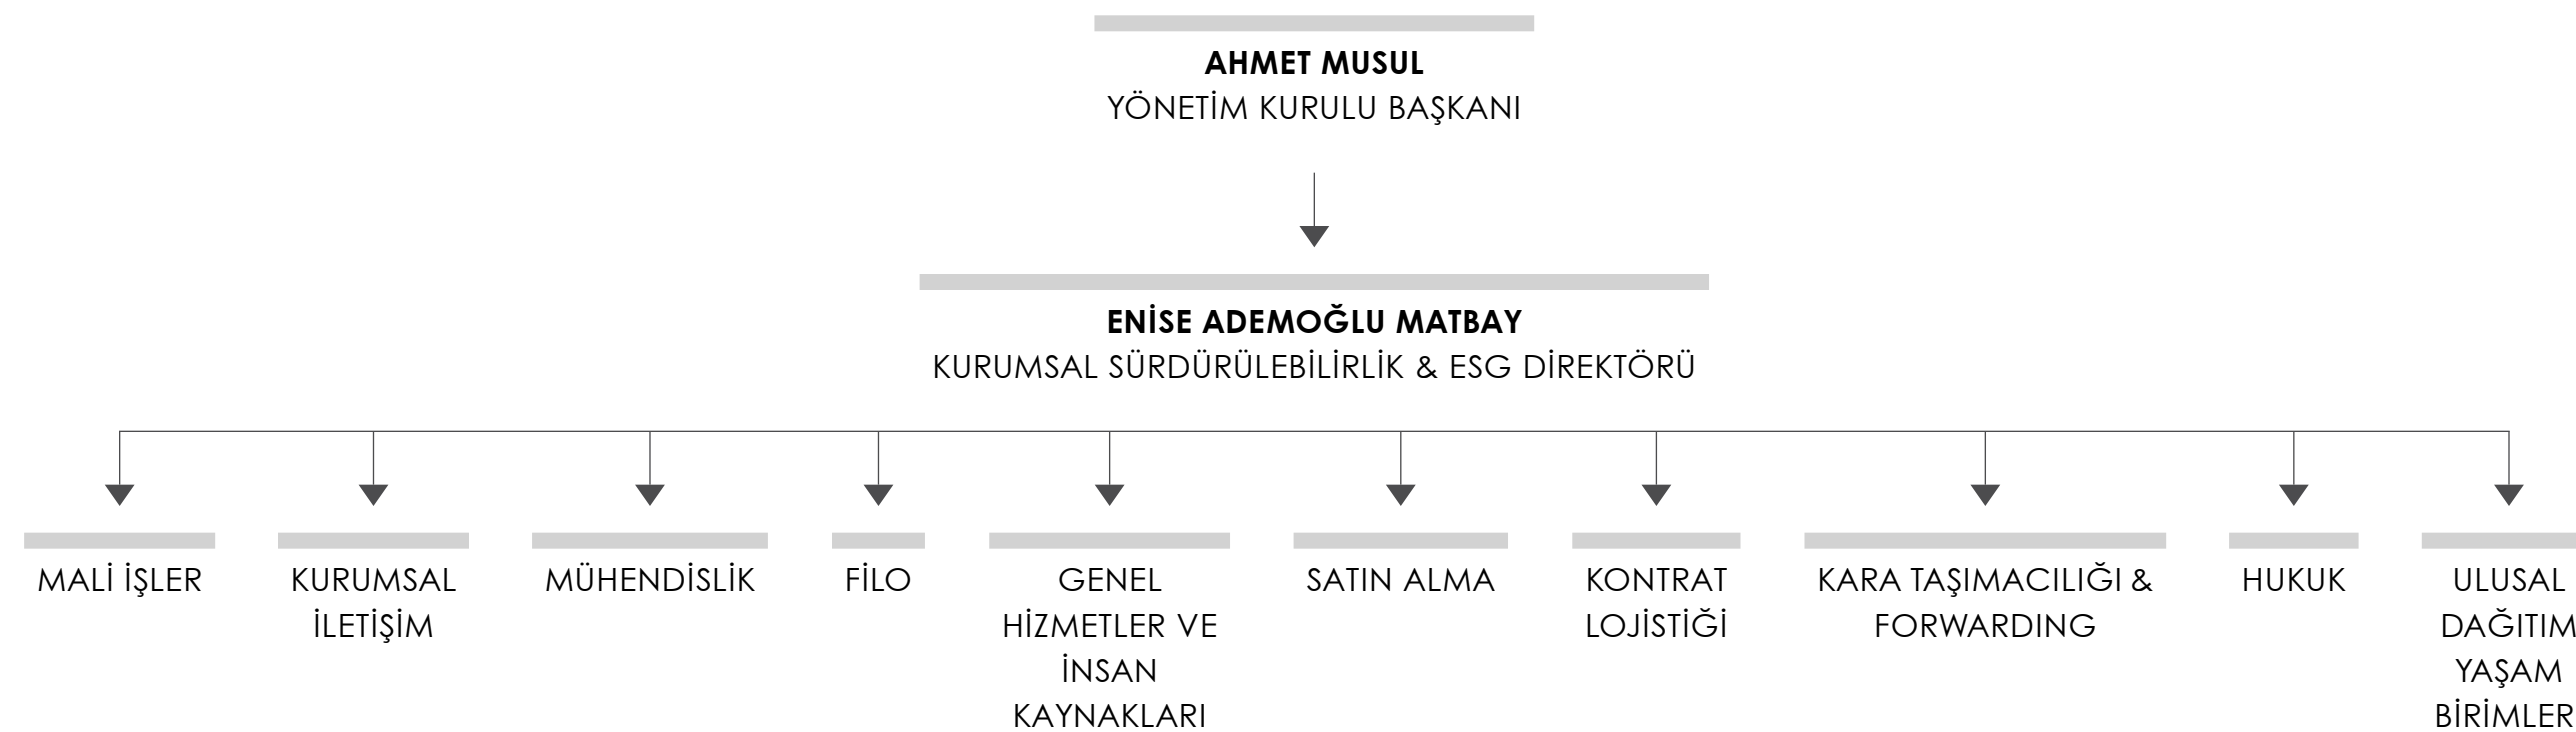 AHMET MUSUL
YÖNETİM KURULU BAŞKANI
ENİSE ADEMOĞLU MATBAY
KURUMSAL SÜRDÜRÜLEBİLİRLİK & ESG DİREKTÖRÜ
MALİ İŞLER
KURUMSAL
İLETİŞİM
MÜHENDİSLİK
FİLO
GENEL
HİZMETLER VE
İNSAN
KAYNAKLARI
SATIN ALMA
KONTRAT
LOJİSTİĞİ
KARA TAŞIMACILIĞI &
FORWARDING
HUKUK
ULUSAL
DAĞITIM
YAŞAM
BİRİMLER